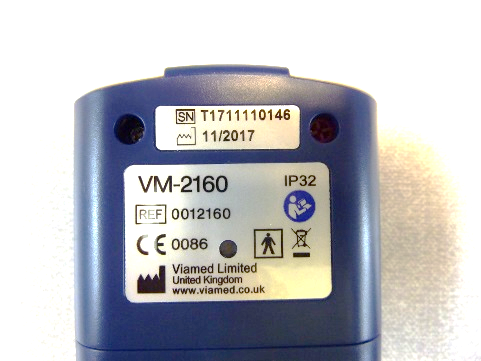 SN T1711110146
11/2017
VM-2160 IP32
REF 0012160
CE 0086
Viamed Limited
United Kingdom
www.viamed.co.uk